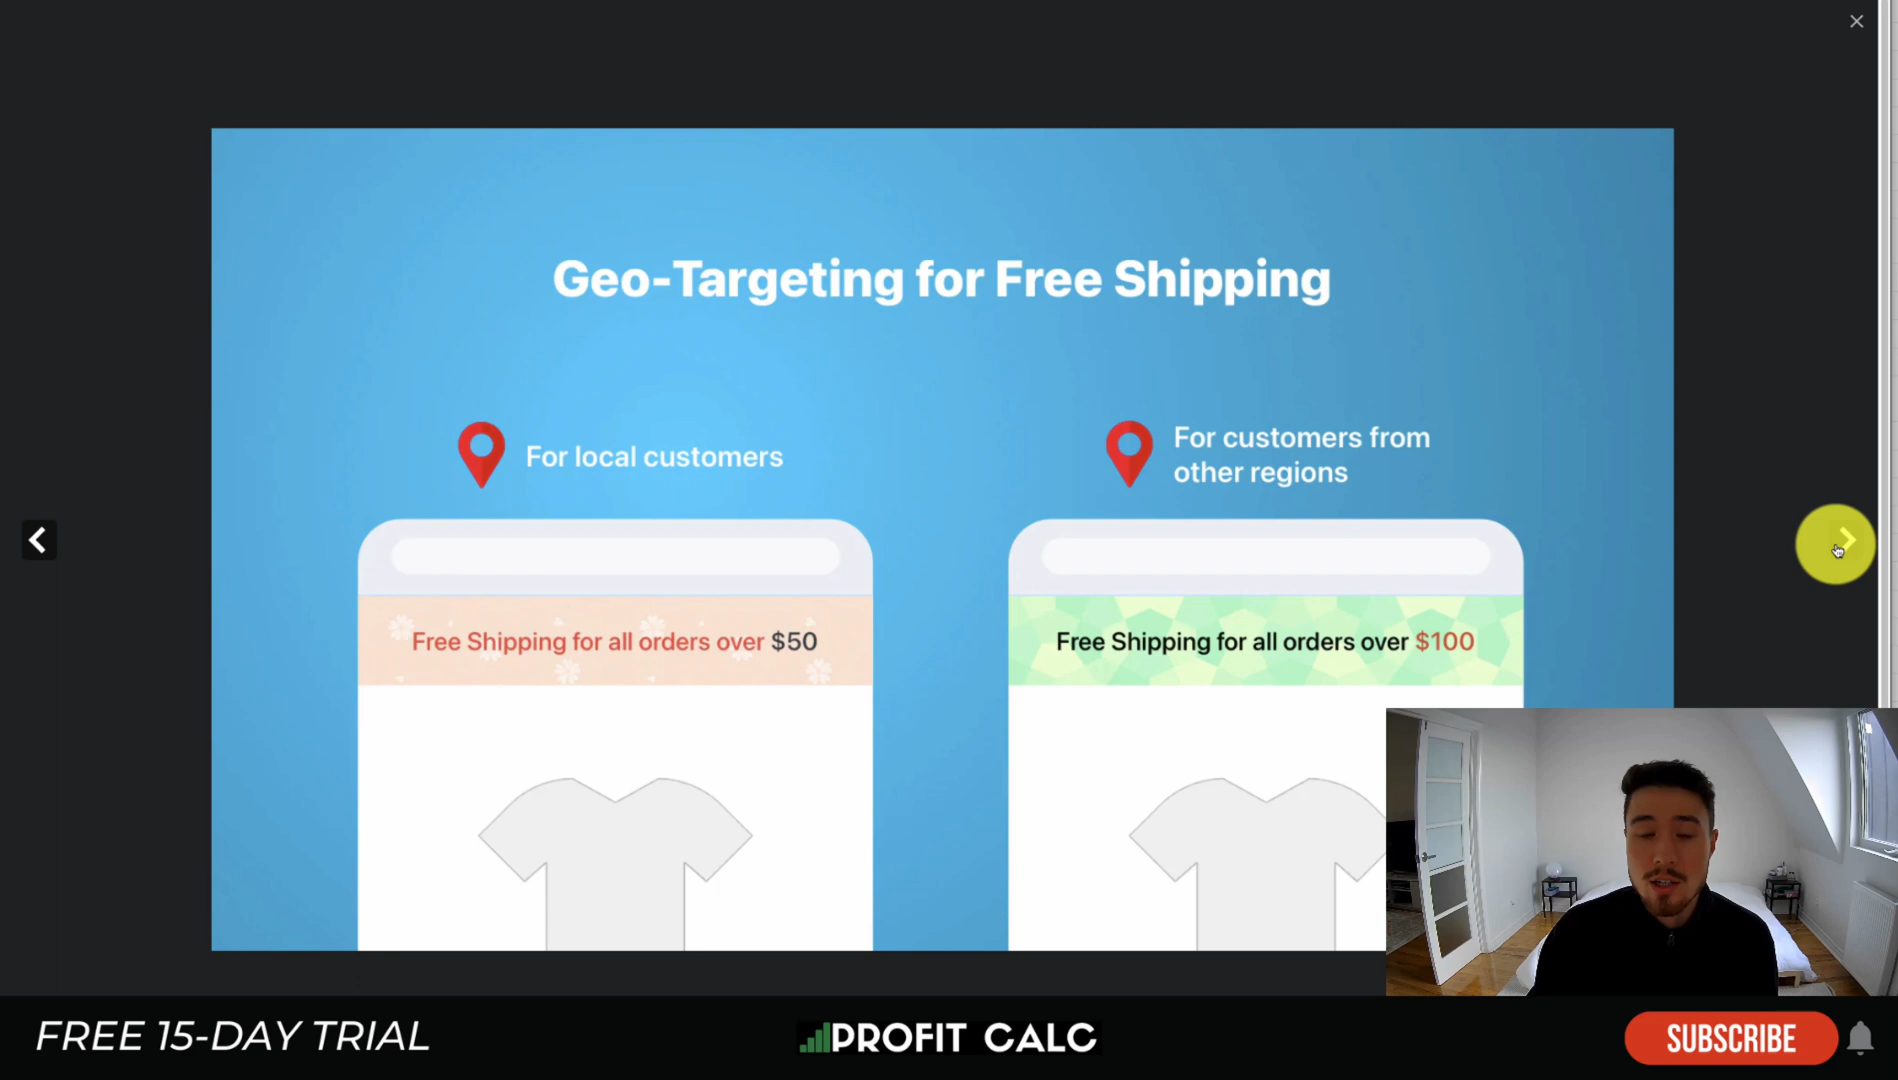 Geo-Targeting for Free Shipping
For local customers
For customers from
other regions
Free Shipping for all orders over $50
Free Shipping for all orders over $100
FREE 15-DAY TRIAL
PROFIT CALC
SUBSCRIBE